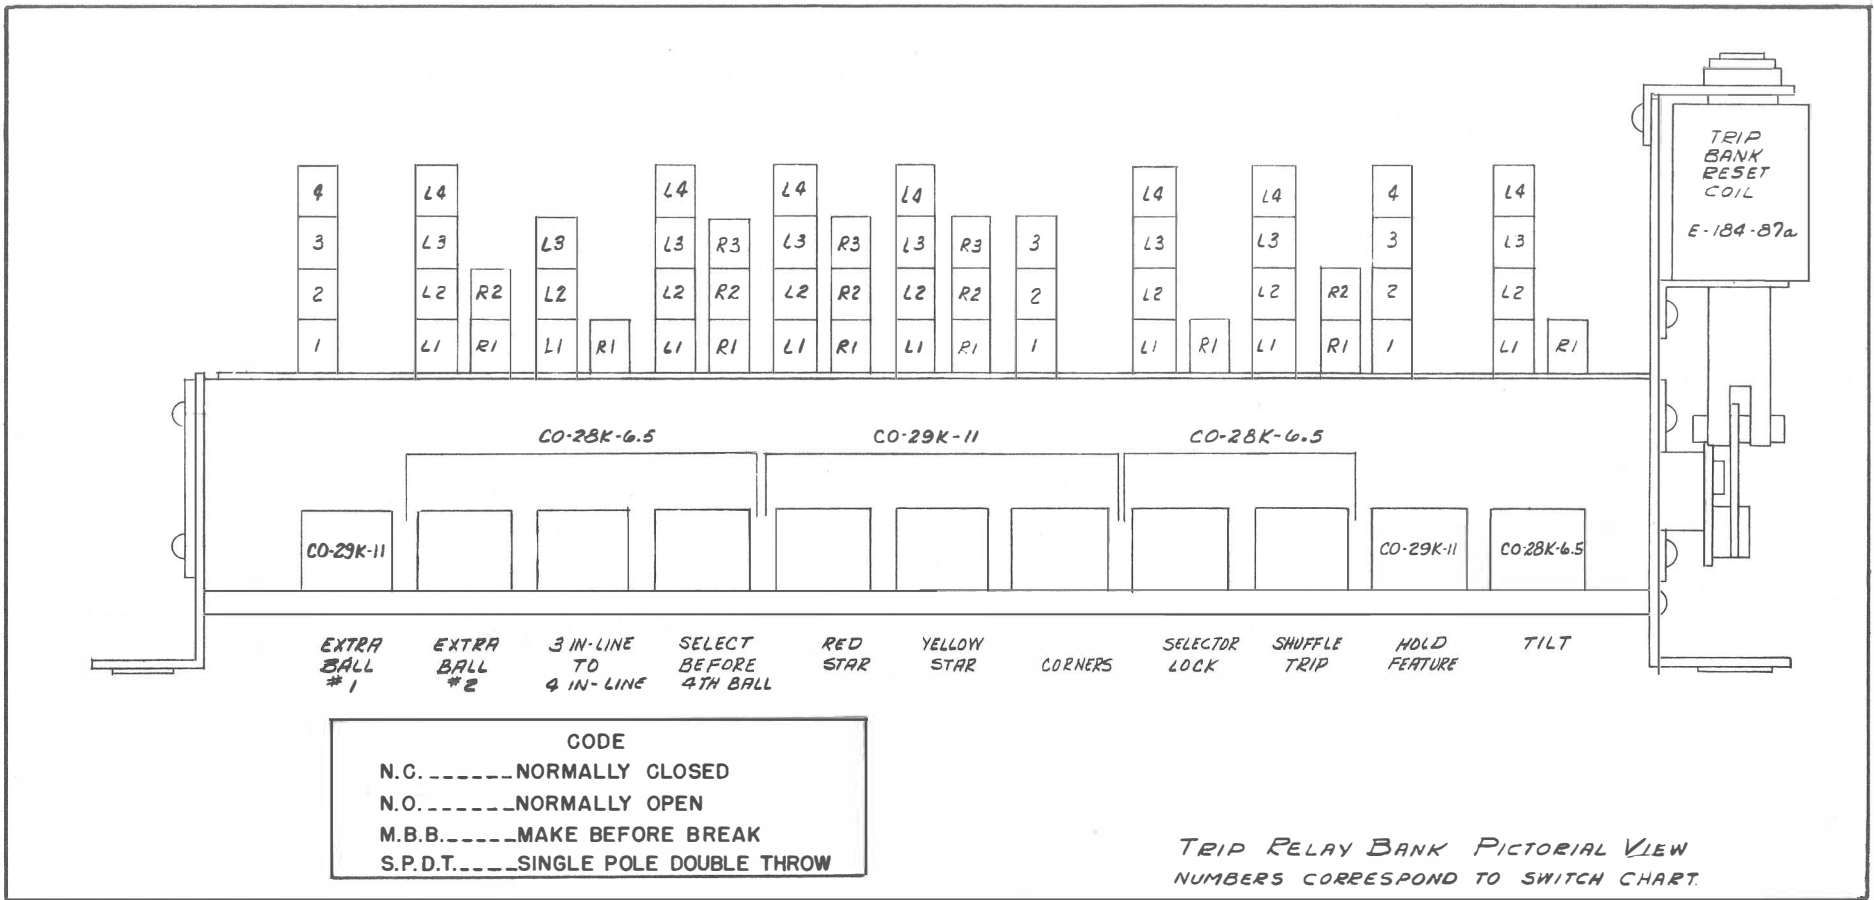 TRIP
BANK
RESET
COIL
E-184-87a
4 L4 L4 L4 L4 L4 L4 4 L4
3 L3 L3 L3 R3 L3 R3 L3 R3 3 L3 L3 3 L3
2 L2 R2 L2 L2 R2 L2 R2 L2 R2 2 L2 L2 R2 2 L2
1 L1 R1 L1 R1 L1 R1 L1 R1 L1 R1 1 L1 R1 L1 R1 1 L1 R1
CO-28K-6.5 CO-29K-11 CO-28K-6.5
CO-29K-11 CO-29K-11 CO-28K-6.5
EXTRA
BALL
#1
EXTRA
BALL
#2
3 IN-LINE
TO
4 IN-LINE
SELECT
BEFORE
4TH BALL
RED
STAR
YELLOW
STAR
CORNERS
SELECTOR
LOCK
SHUFFLE
TRIP
HOLD
FEATURE
TILT
CODE
N.C.------NORMALLY CLOSED
N.O.------NORMALLY OPEN
M.B.B.-----MAKE BEFORE BREAK
S.P.D.T.----SINGLE POLE DOUBLE THROW
TRIP RELAY BANK PICTORIAL VIEW
NUMBERS CORRESPOND TO SWITCH CHART.